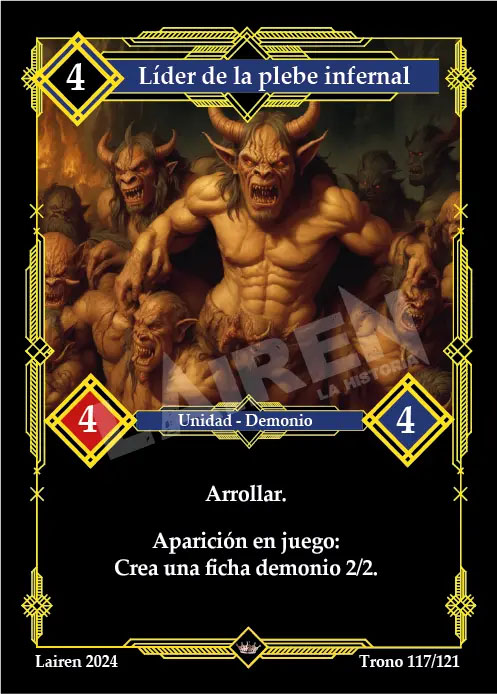 4
Líder de la plebe infernal
LAIREN
LA HISTORIA
4
Unidad - Demonio
4
Arrollar.
Aparición en juego:
Crea una ficha demonio 2/2.
Lairen 2024
Trono 117/121